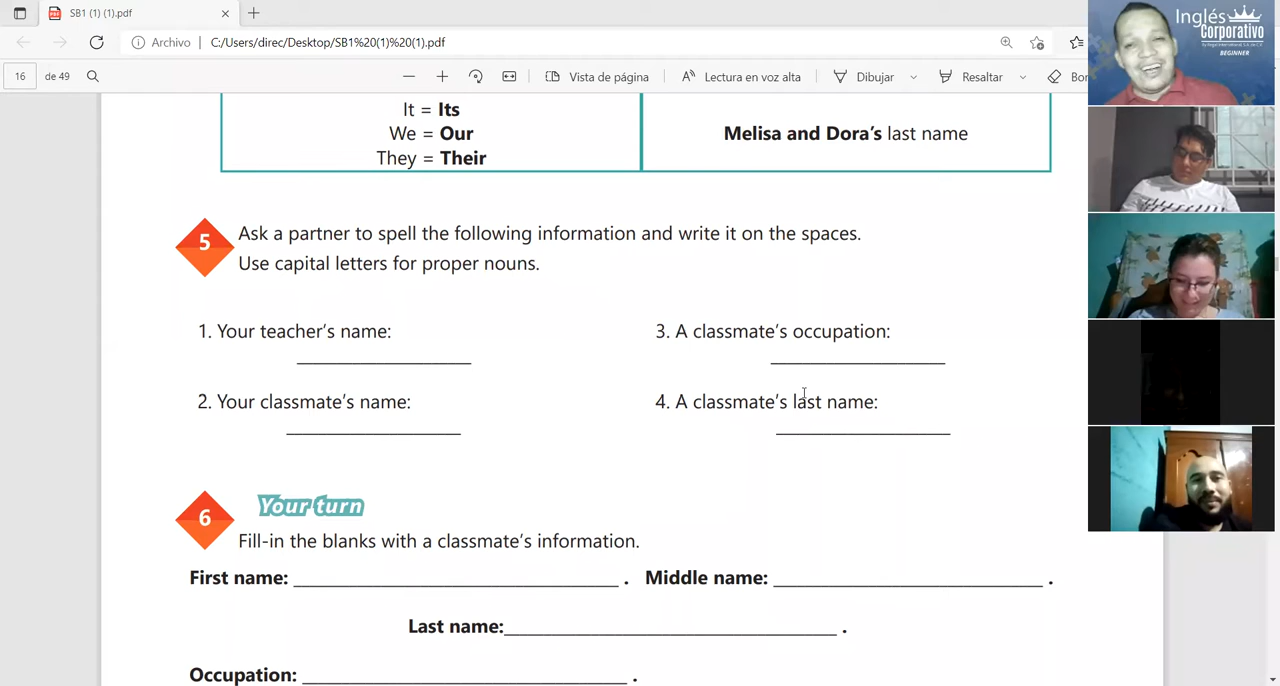 SB1 (1) (1).pdf
Archivo
C:/Users/direc/Desktop/SB1%20(1)%20(1).pdf
16 de 49
Vista de página
Lectura en voz alta
Dibujar
Resaltar
It = Its
We = Our
They = Their
Melisa and Dora's last name
5
Ask a partner to spell the following information and write it on the spaces.
Use capital letters for proper nouns.
1. Your teacher's name:
3. A classmate's occupation:
2. Your classmate's name:
4. A classmate's last name:
6
Your turn
Fill-in the blanks with a classmate's information.
First name: ______ . Middle name: ______ .
Last name:______ .
Occupation: ______ .
Inglés
Corporativo
BEGINNER